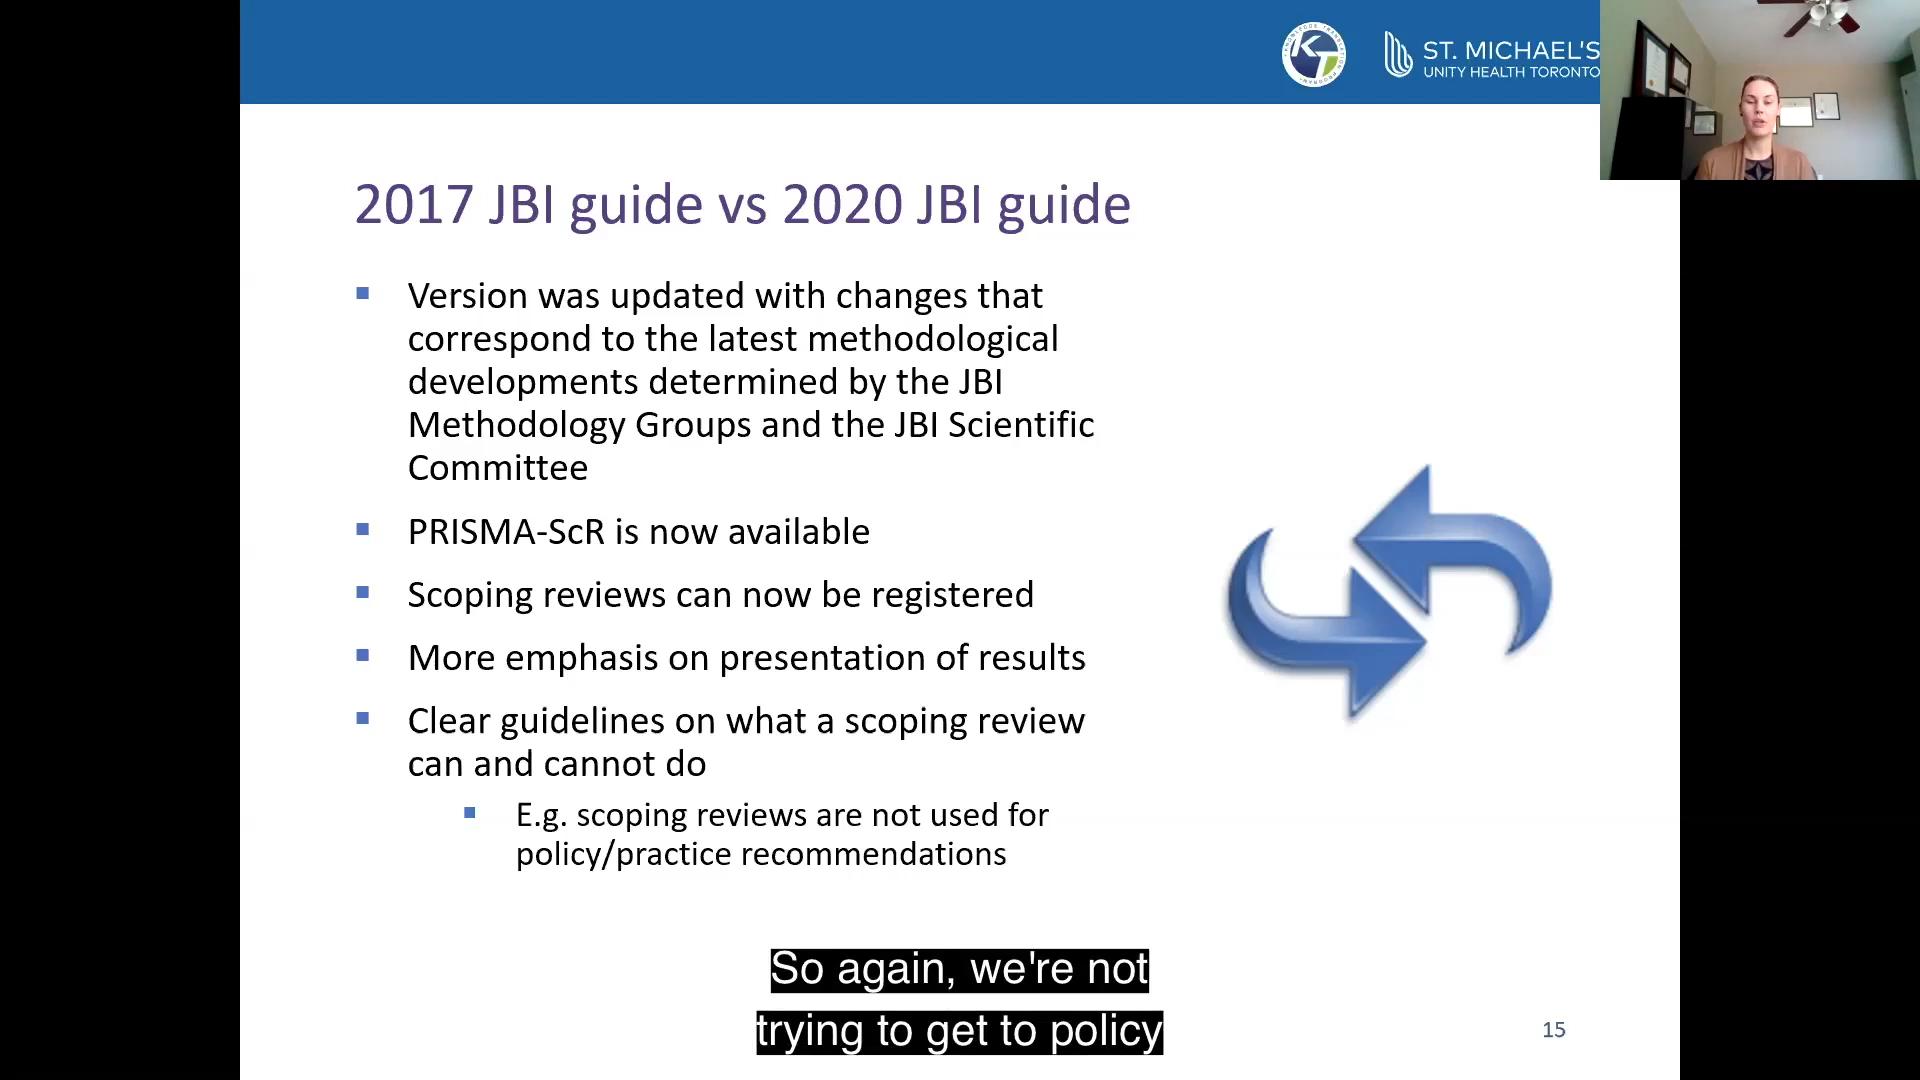 KNOWLEDGE TRANSLATION PROGRAM
KT
ST. MICHAEL'S
UNITY HEALTH TORONTO
2017 JBI guide vs 2020 JBI guide
Version was updated with changes that
correspond to the latest methodological
developments determined by the JBI
Methodology Groups and the JBI Scientific
Committee
PRISMA-ScR is now available
Scoping reviews can now be registered
More emphasis on presentation of results
Clear guidelines on what a scoping review
can and cannot do
E.g. scoping reviews are not used for
policy/practice recommendations
So again, we're not
trying to get to policy
15